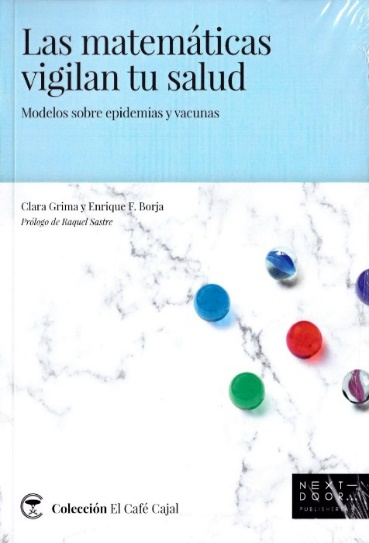 Las matemáticas
vigilan tu salud
Modelos sobre epidemias y vacunas
Clara Grima y Enrique F. Borja
Prólogo de Raquel Sastre
NEXT—
DOOR...
PUBLISHERS
Colección El Café Cajal